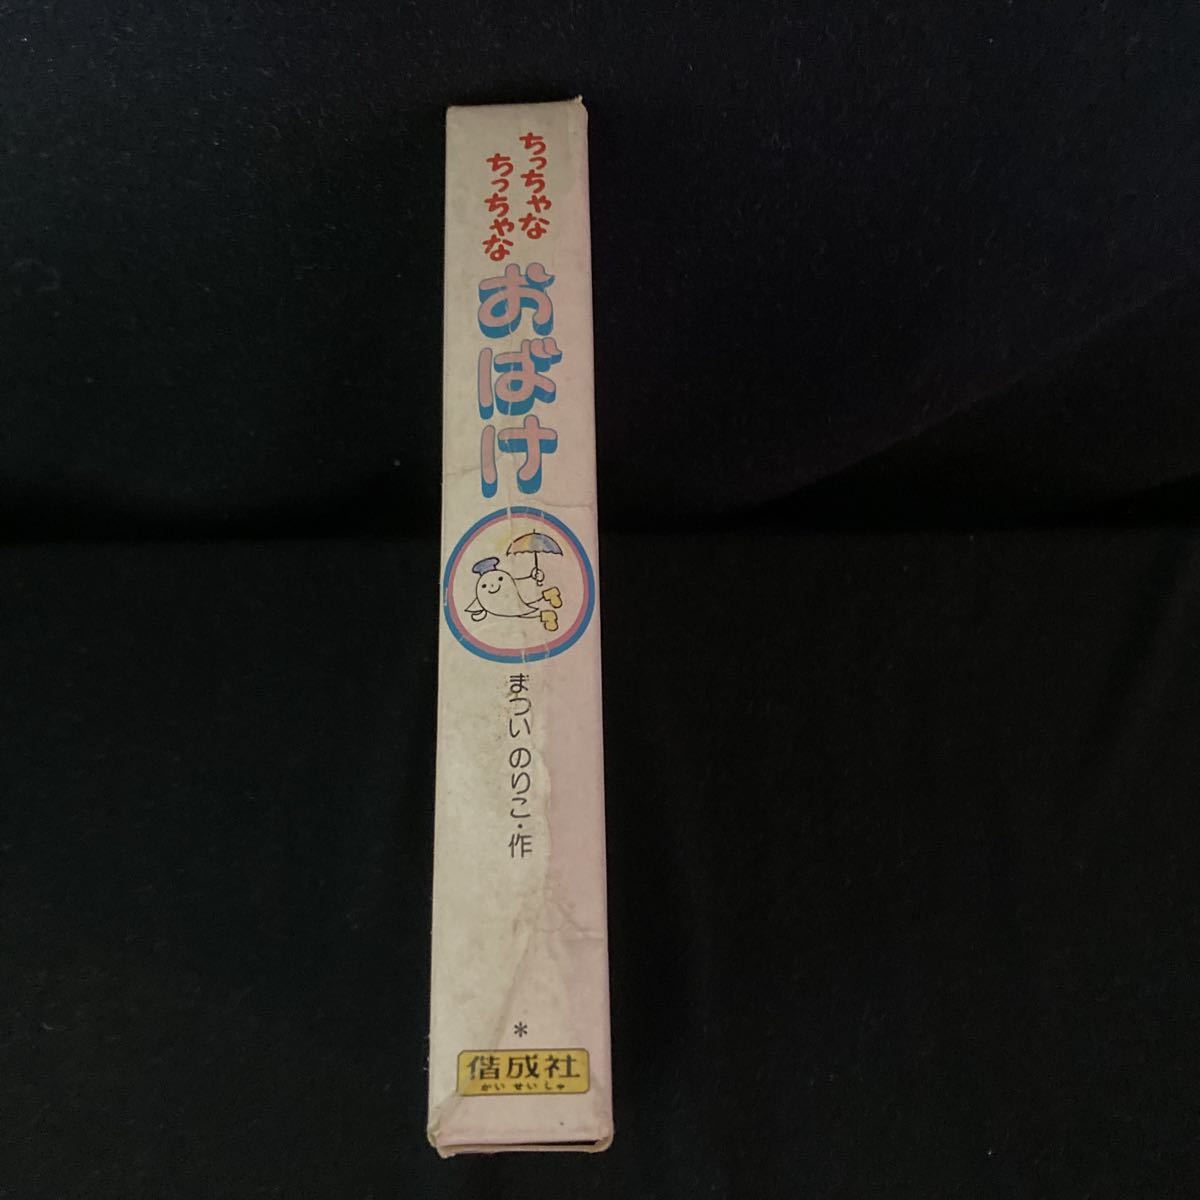 ちっちゃな
ちっちゃな
おばけ
まつい のりこ・作
*
偕成社
かいせいしゃ